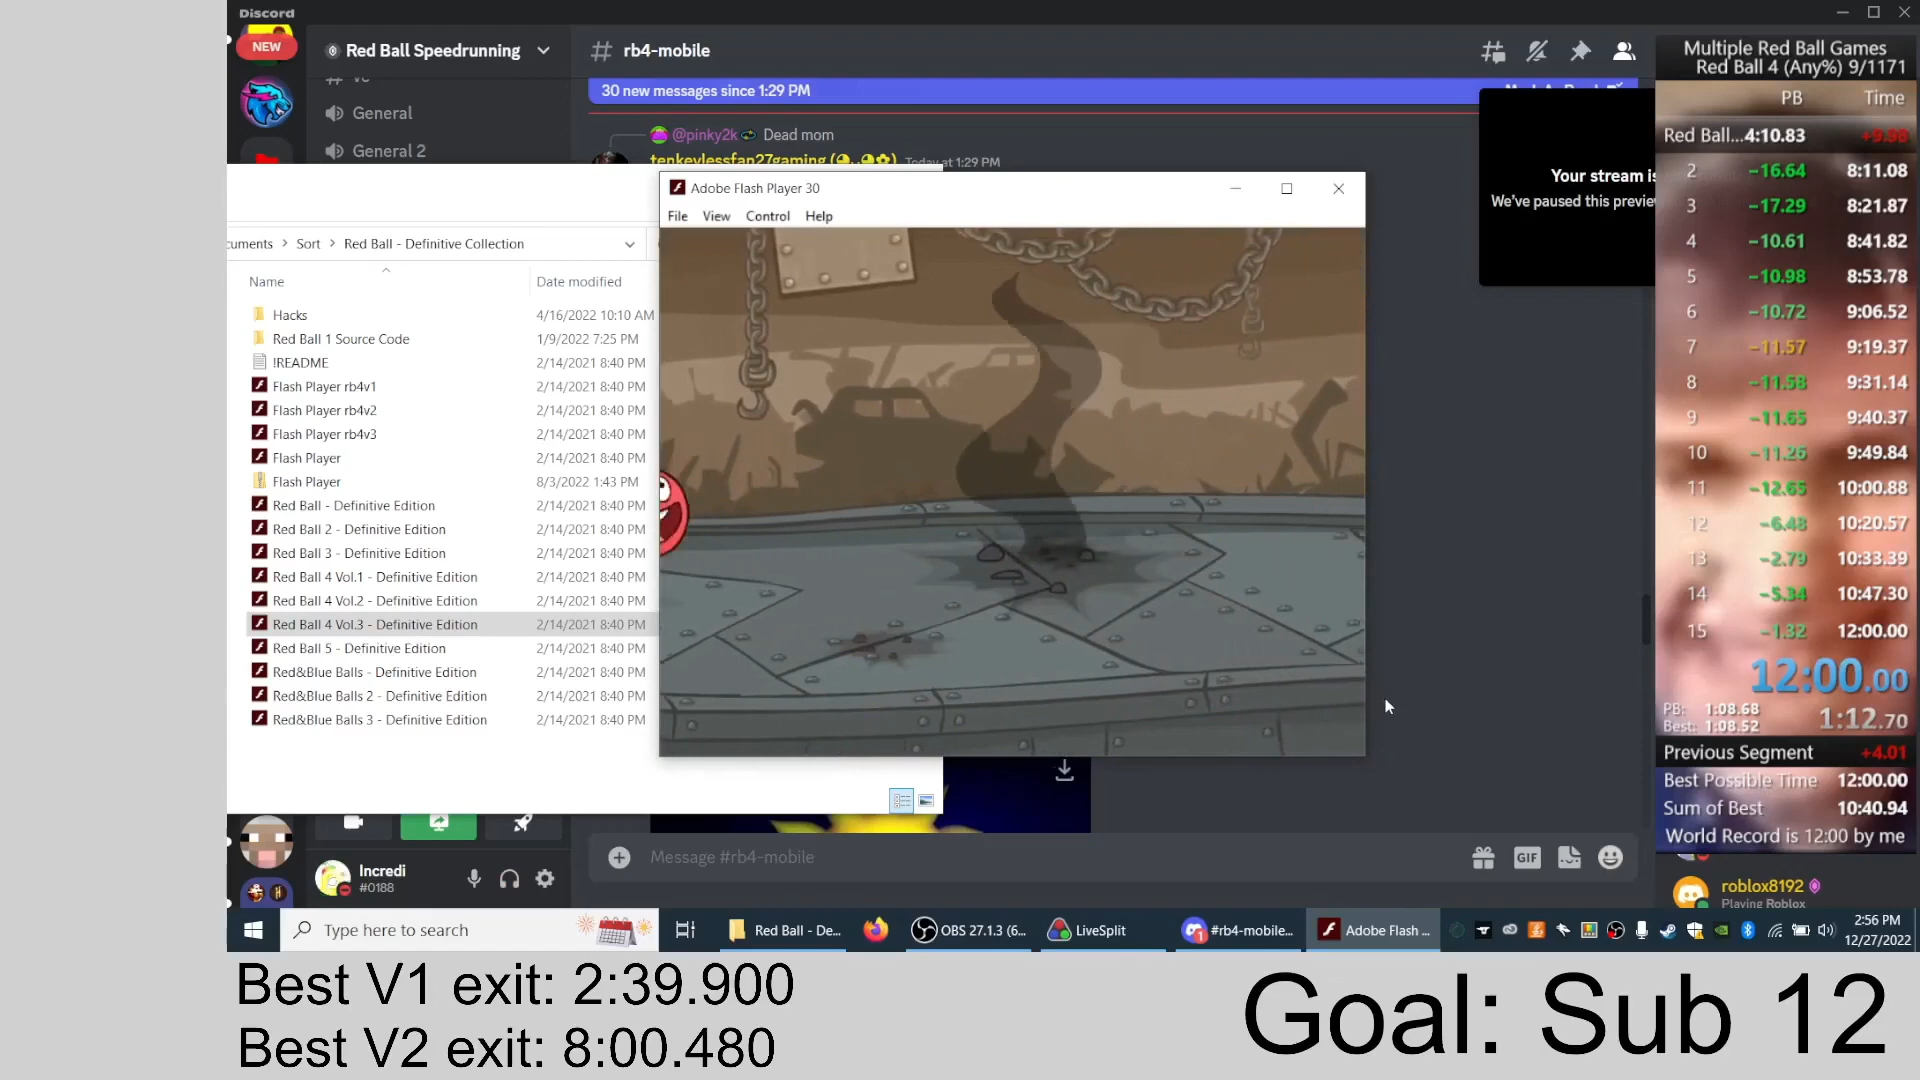 Discord
NEW
Red Ball Speedrunning
rb4-mobile
General
General 2
30 new messages since 1:29 PM
@pinky2k Dead mom
tenkeylessfan27gaming Today at 1:29 PM
Your stream is
We've paused this preview
Adobe Flash Player 30
File View Control Help
cuments > Sort > Red Ball - Definitive Collection
Name Date modified
Hacks 4/16/2022 10:10 AM
Red Ball 1 Source Code 1/9/2022 7:25 PM
!README 2/14/2021 8:40 PM
Flash Player rb4v1 2/14/2021 8:40 PM
Flash Player rb4v2 2/14/2021 8:40 PM
Flash Player rb4v3 2/14/2021 8:40 PM
Flash Player 2/14/2021 8:40 PM
Flash Player 8/3/2022 1:43 PM
Red Ball - Definitive Edition 2/14/2021 8:40 PM
Red Ball 2 - Definitive Edition 2/14/2021 8:40 PM
Red Ball 3 - Definitive Edition 2/14/2021 8:40 PM
Red Ball 4 Vol.1 - Definitive Edition 2/14/2021 8:40 PM
Red Ball 4 Vol.2 - Definitive Edition 2/14/2021 8:40 PM
Red Ball 4 Vol.3 - Definitive Edition 2/14/2021 8:40 PM
Red Ball 5 - Definitive Edition 2/14/2021 8:40 PM
Red&Blue Balls - Definitive Edition 2/14/2021 8:40 PM
Red&Blue Balls 2 - Definitive Edition 2/14/2021 8:40 PM
Red&Blue Balls 3 - Definitive Edition 2/14/2021 8:40 PM
Multiple Red Ball Games
Red Ball 4 (Any%) 9/1171
PB Time
Red Ball... 4:10.83 +9.98
2 -16.64 8:11.08
3 -17.29 8:21.87
4 -10.61 8:41.82
5 -10.98 8:53.78
6 -10.72 9:06.52
7 -11.57 9:19.37
8 -11.58 9:31.14
9 -11.65 9:40.37
10 -11.26 9:49.84
11 -12.65 10:00.88
12 -6.48 10:20.57
13 -2.79 10:33.39
14 -5.34 10:47.30
15 -1.32 12:00.00
12:00.00
PB: 1:08.68
Best: 1:08.52
1:12.70
Previous Segment +4.01
Best Possible Time 12:00.00
Sum of Best 10:40.94
World Record is 12:00 by me
Incredi
#0188
Message #rb4-mobile
GIF
roblox8192
Playing Roblox
Type here to search
Red Ball - De...
OBS 27.1.3 (6...
LiveSplit
#rb4-mobile...
Adobe Flash ...
2:56 PM
12/27/2022
Best V1 exit: 2:39.900
Best V2 exit: 8:00.480
Goal: Sub 12